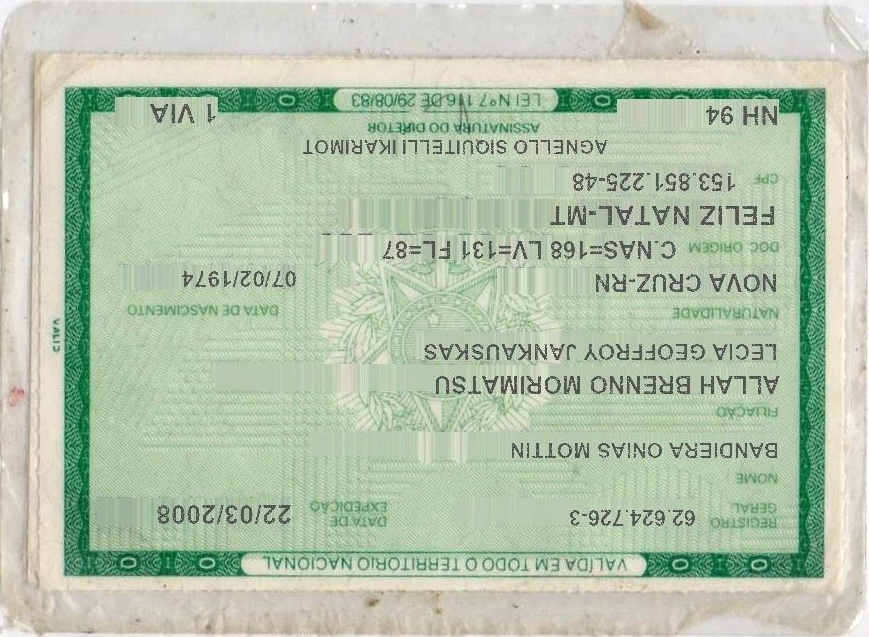 VALÍDA EM TODO O TERRITÓRIO NACIONAL
REGISTRO GERAL 62.624.726-3 DATA DE EXPEDIÇÃO 22/03/2008
NOME
BANDIERA ONIAS MOTTIN
FILIAÇÃO
ALLAH BRENNO MORIMATSU
LECIA GEOFFROY JANKAUSKAS
NATURALIDADE DATA DE NASCIMENTO
NOVA CRUZ-RN 07/02/1974
DOC ORIGEM C.NAS=168 LV=131 FL=87
FELIZ NATAL-MT
CPF 153.851.225-48
AGNELLO SIQUITELLI IKARIMOT
ASSINATURA DO DIRETOR
NH 94 1 VIA
LEI Nº 7.116 DE 29/08/83